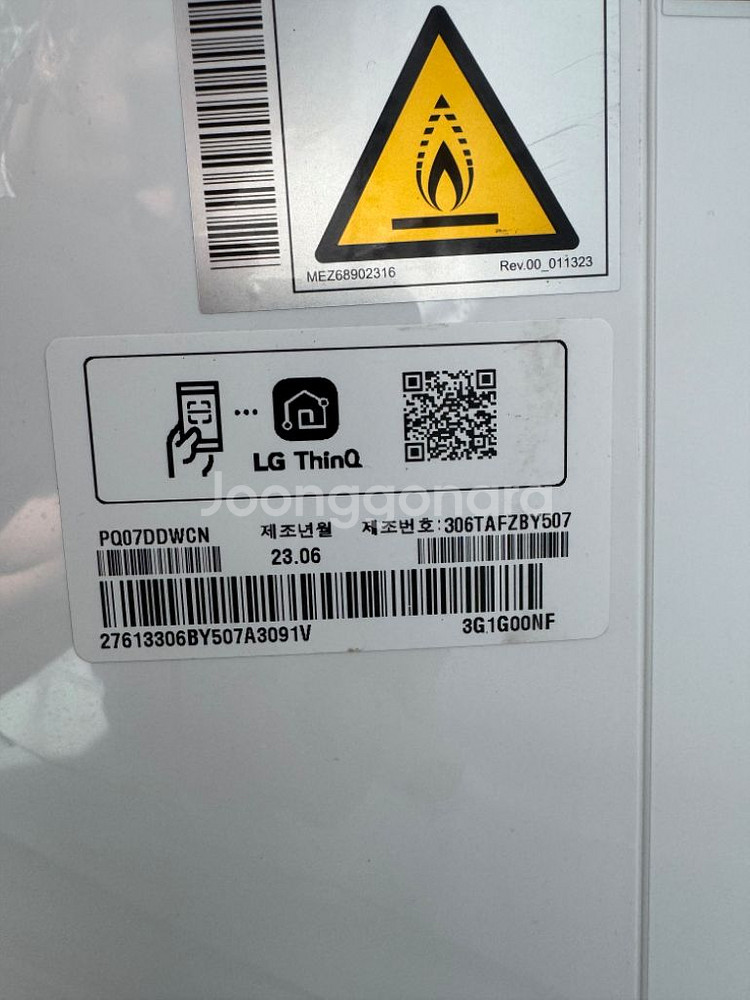 MEZ68902316
Rev.00_011323
LG ThinQ
Joonggonara
PQ07DDWCN 제조년월 제조번호:306TAFZBY507
23.06
27613306BY507A3091V 3G1G00NF